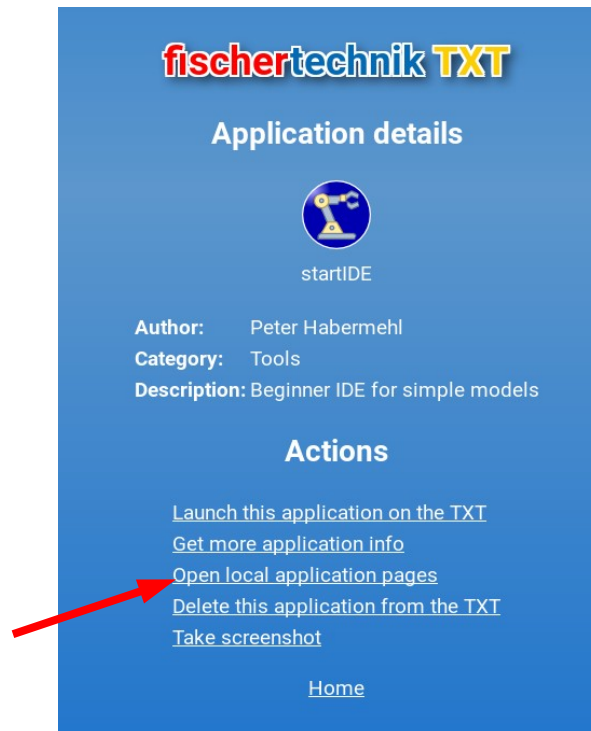 fischertechnik TXT
Application details
startIDE
Author: Peter Habermehl
Category: Tools
Description: Beginner IDE for simple models
Actions
Launch this application on the TXT
Get more application info
Open local application pages
Delete this application from the TXT
Take screenshot
Home